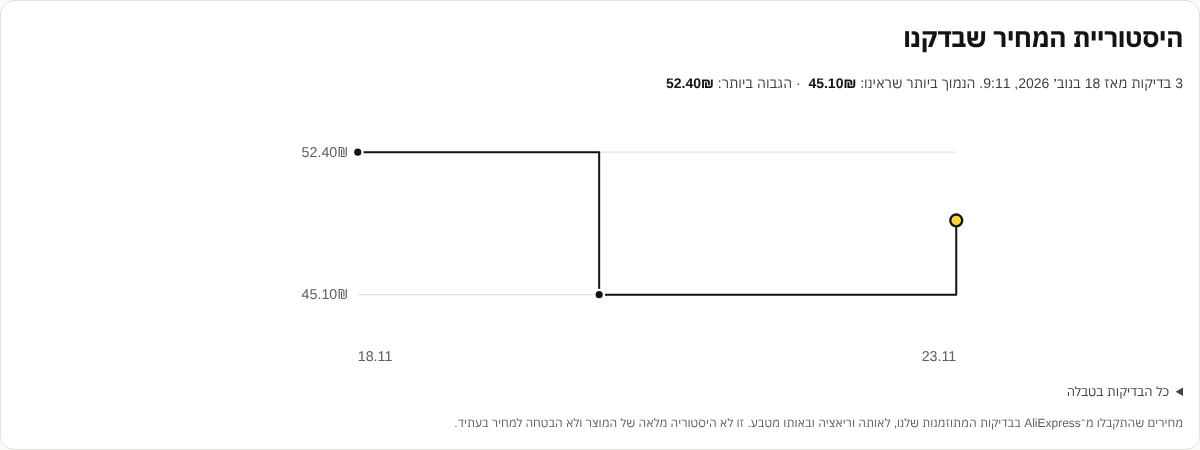 היסטוריית המחיר שבדקנו
3 בדיקות מאז 18 בנוב׳ 2026, 9:11. הנמוך ביותר שראינו: ‎45.10₪ · הגבוה ביותר: ‎52.40₪
52.40₪
45.10₪
18.11
23.11
◀ כל הבדיקות בטבלה
מחירים שהתקבלו מ־AliExpress בבדיקות המתוזמנות שלנו, לאותה וריאציה ובאותו מטבע. זו לא היסטוריה מלאה של המוצר ולא הבטחה למחיר בעתיד.